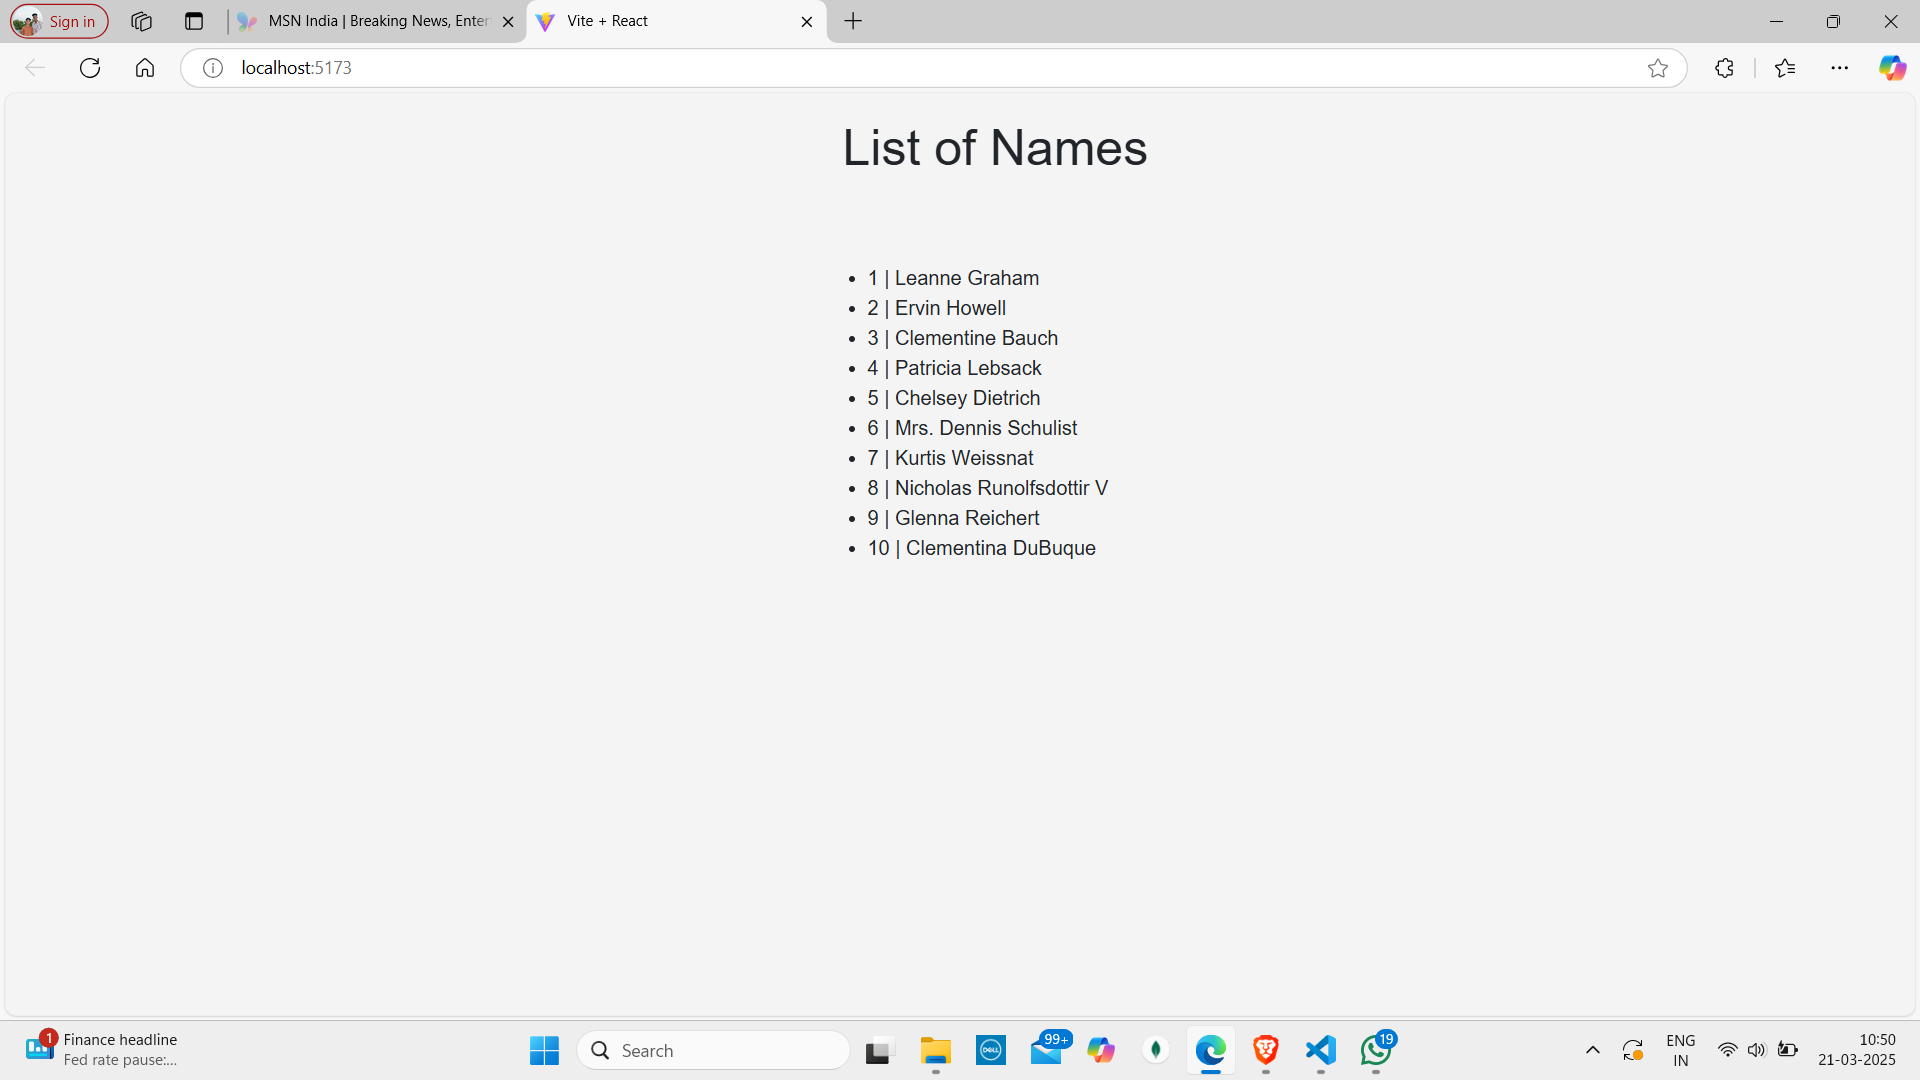 Sign in
MSN India | Breaking News, Enter
Vite + React
localhost:5173
List of Names
• 1 | Leanne Graham
• 2 | Ervin Howell
• 3 | Clementine Bauch
• 4 | Patricia Lebsack
• 5 | Chelsey Dietrich
• 6 | Mrs. Dennis Schulist
• 7 | Kurtis Weissnat
• 8 | Nicholas Runolfsdottir V
• 9 | Glenna Reichert
• 10 | Clementina DuBuque
1
Finance headline
Fed rate pause:...
Search
DELL
99+
19
ENG
IN
10:50
21-03-2025